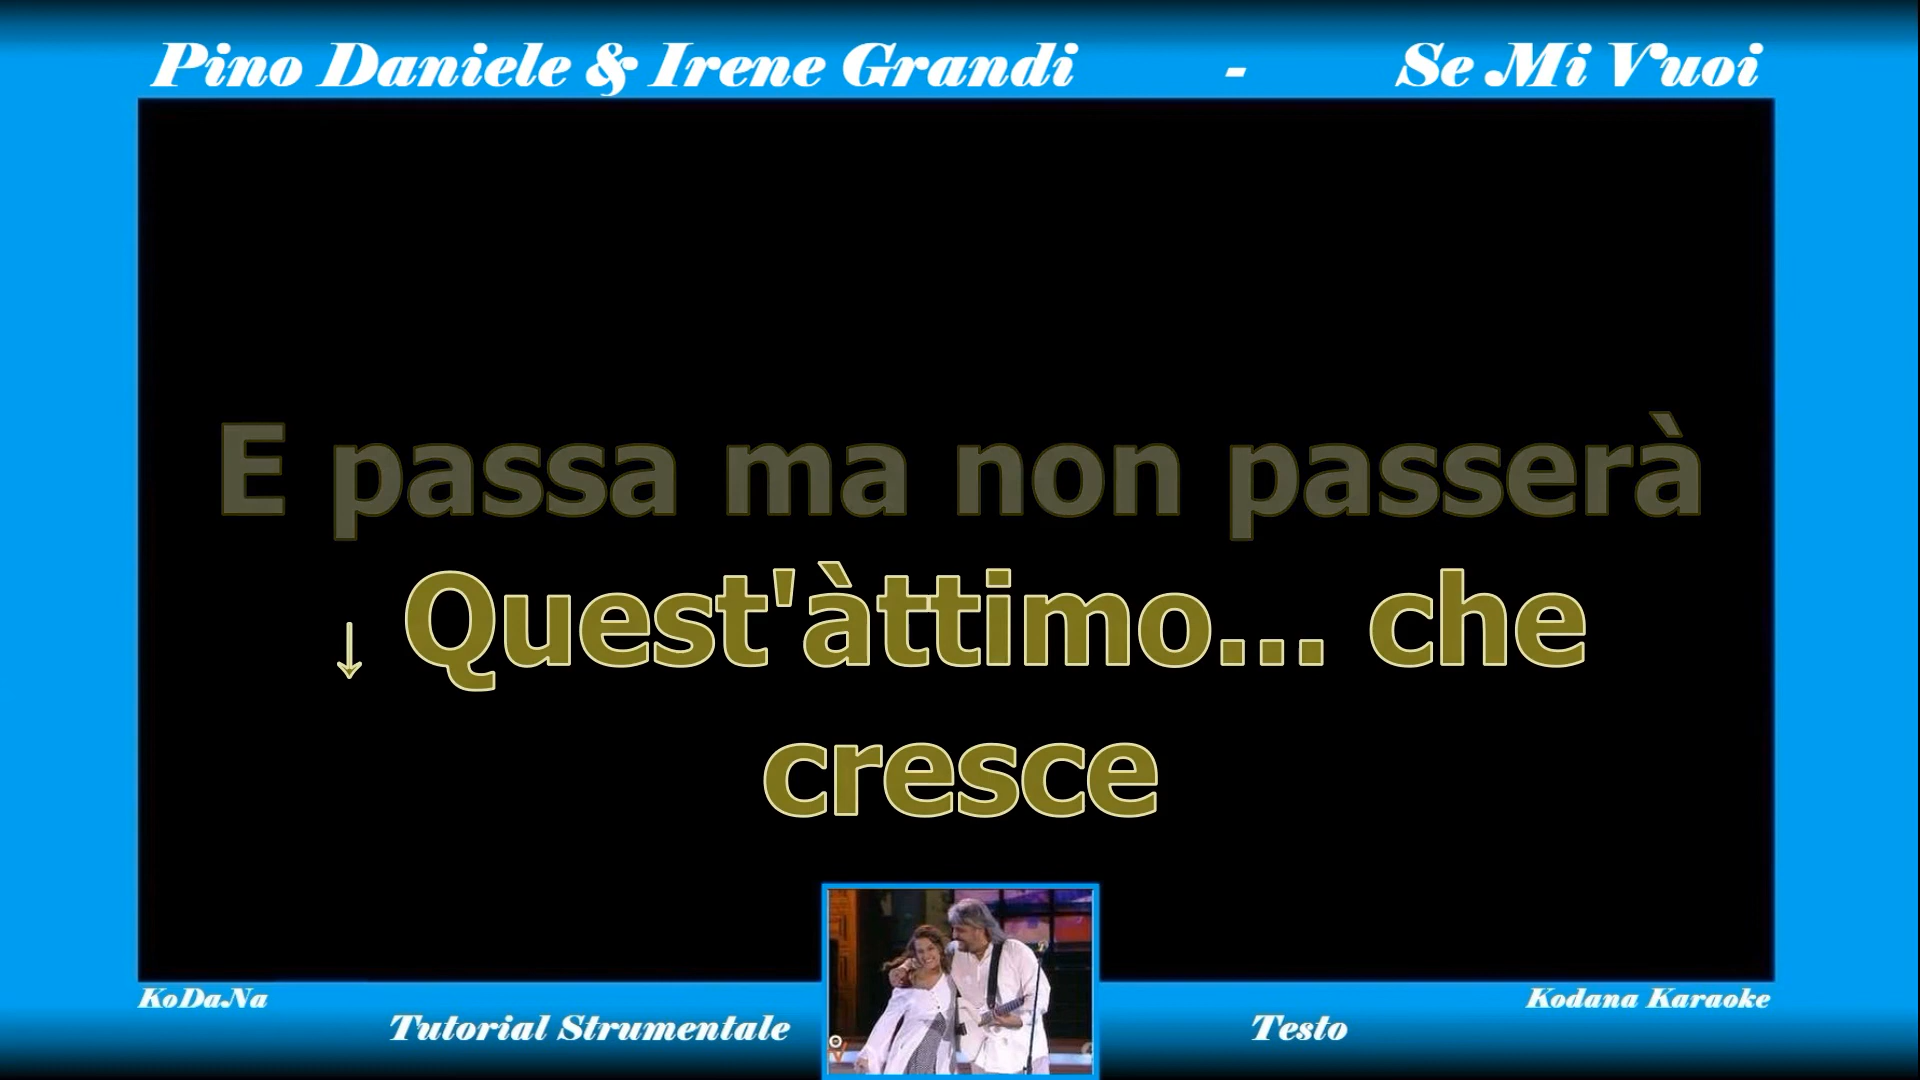 Pino Daniele & Irene Grandi - Se Mi Vuoi
E passa ma non passerà
↓ Quest'àttimo... che
cresce
KoDaNa
Kodana Karaoke
Tutorial Strumentale
Testo